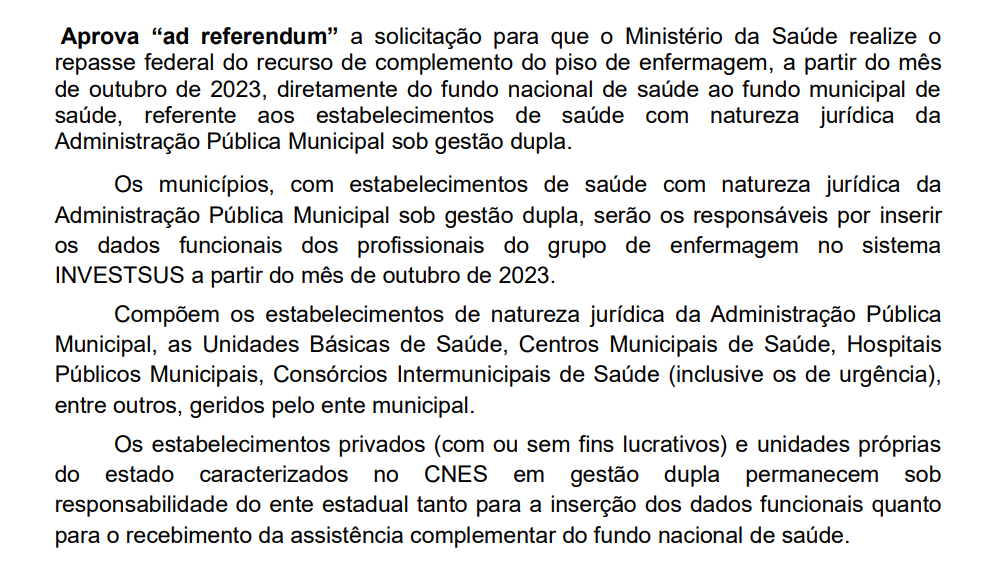 Aprova “ad referendum” a solicitação para que o Ministério da Saúde realize o
repasse federal do recurso de complemento do piso de enfermagem, a partir do mês
de outubro de 2023, diretamente do fundo nacional de saúde ao fundo municipal de
saúde, referente aos estabelecimentos de saúde com natureza jurídica da
Administração Pública Municipal sob gestão dupla.
Os municípios, com estabelecimentos de saúde com natureza jurídica da
Administração Pública Municipal sob gestão dupla, serão os responsáveis por inserir
os dados funcionais dos profissionais do grupo de enfermagem no sistema
INVESTSUS a partir do mês de outubro de 2023.
Compõem os estabelecimentos de natureza jurídica da Administração Pública
Municipal, as Unidades Básicas de Saúde, Centros Municipais de Saúde, Hospitais
Públicos Municipais, Consórcios Intermunicipais de Saúde (inclusive os de urgência),
entre outros, geridos pelo ente municipal.
Os estabelecimentos privados (com ou sem fins lucrativos) e unidades próprias
do estado caracterizados no CNES em gestão dupla permanecem sob
responsabilidade do ente estadual tanto para a inserção dos dados funcionais quanto
para o recebimento da assistência complementar do fundo nacional de saúde.